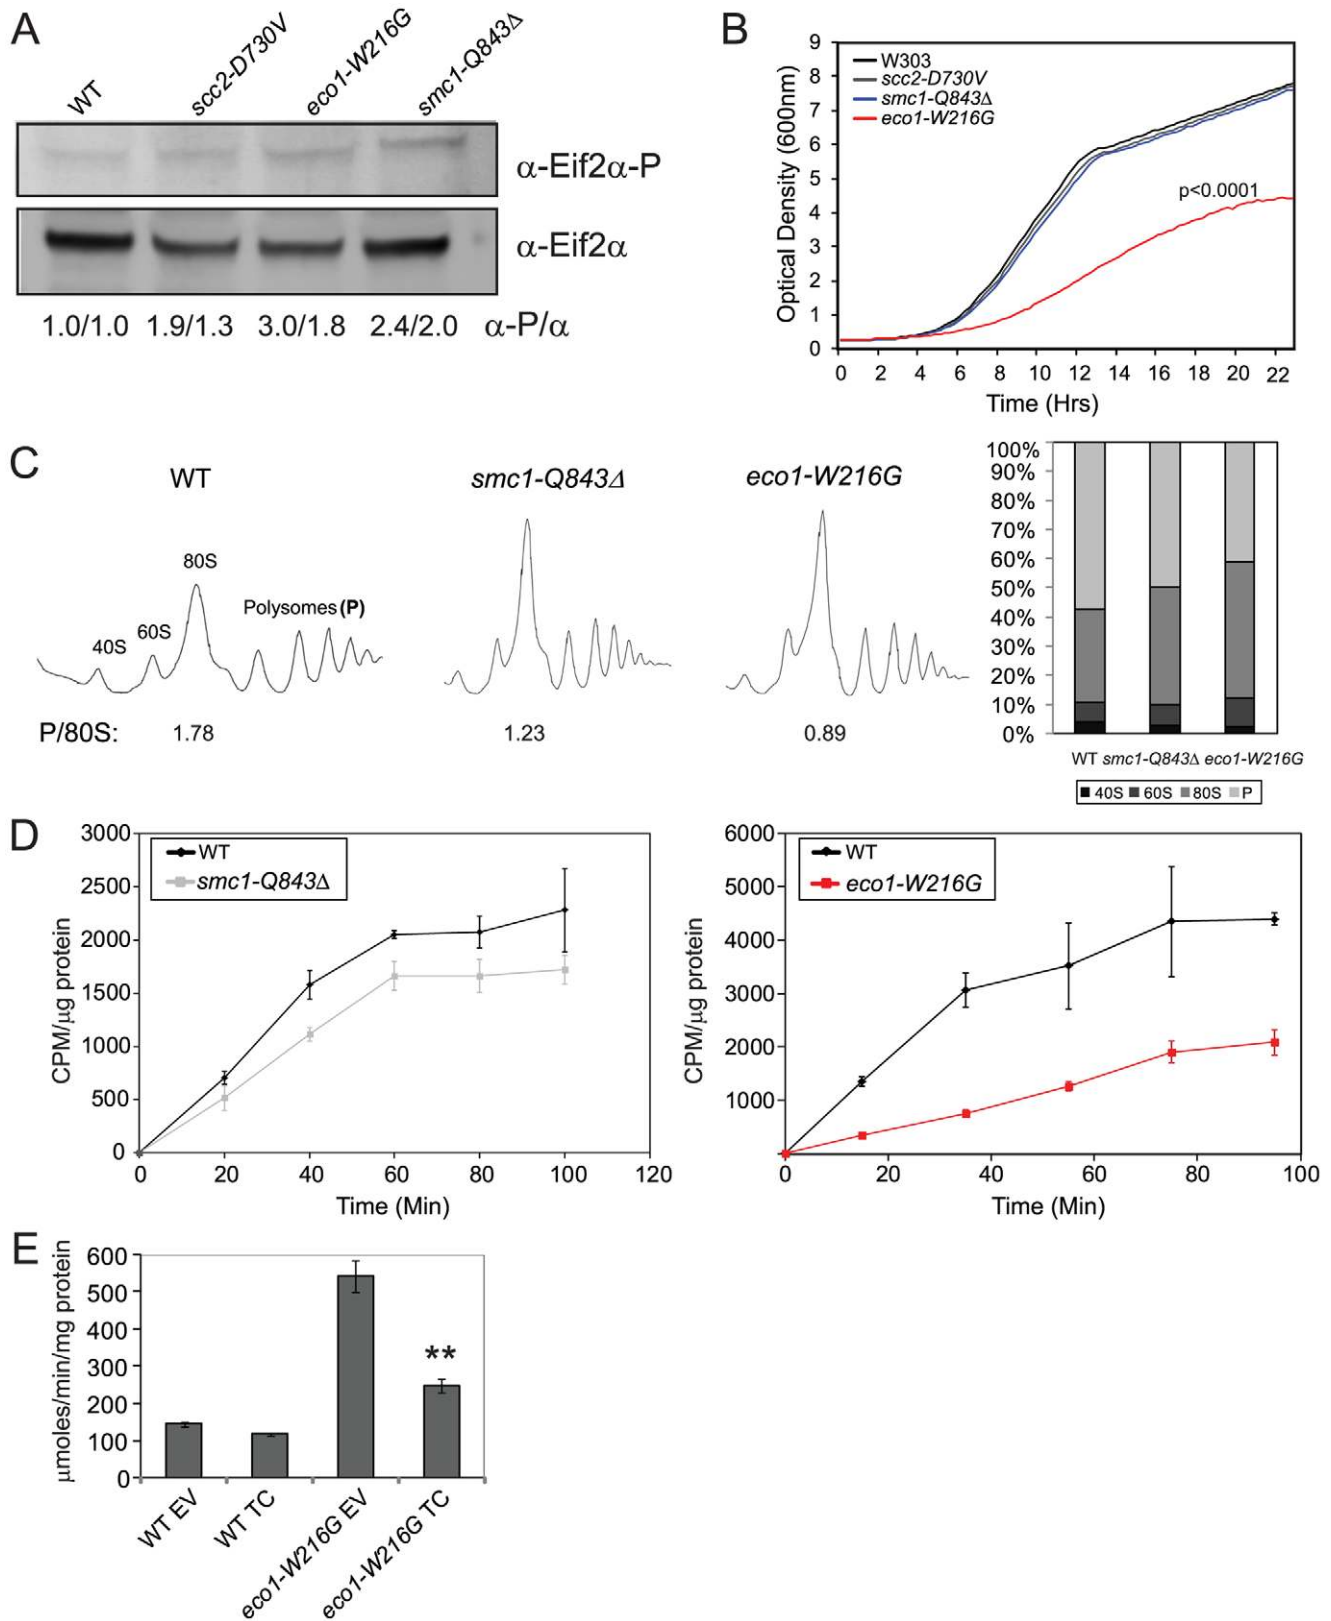 A
WT
scc2-D730V
eco1-W216G
smc1-Q843Δ
α-Eif2α-P
α-Eif2α
1.0/1.0 1.9/1.3 3.0/1.8 2.4/2.0 α-P/α
B
Optical Density (600nm)
9
8
7
6
5
4
3
2
1
0
W303
scc2-D730V
smc1-Q843Δ
eco1-W216G
p<0.0001
0 2 4 6 8 10 12 14 16 18 20 22
Time (Hrs)
C
WT
smc1-Q843Δ
eco1-W216G
40S
60S
80S
Polysomes (P)
P/80S: 1.78 1.23 0.89
100%
90%
80%
70%
60%
50%
40%
30%
20%
10%
0%
WT smc1-Q843Δ eco1-W216G
40S 60S 80S P
D
CPM/µg protein
3000
2500
2000
1500
1000
500
0
WT
smc1-Q843Δ
0 20 40 60 80 100 120
Time (Min)
CPM/µg protein
6000
5000
4000
3000
2000
1000
WT
eco1-W216G
0 20 40 60 80 100
Time (Min)
E
µmoles/min/mg protein
600
500
400
300
200
100
0
**
WT EV
WT TC
eco1-W216G EV
eco1-W216G TC